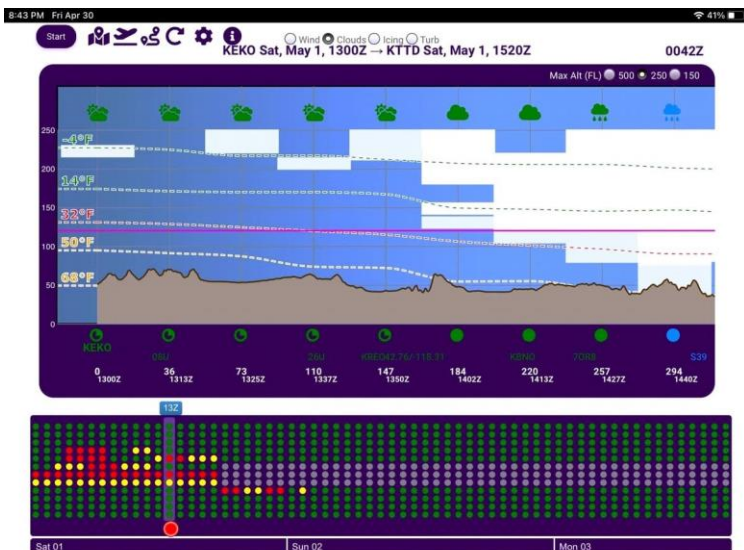 8:43 PM Fri Apr 30
41%
Start
Wind Clouds Icing Turb
KEKO Sat, May 1, 1300Z → KTTD Sat, May 1, 1520Z
0042Z
Max Alt (FL) 500 250 150
250
-4°F
200
14°F
150
32°F
100
50°F
68°F
50
0
KEKO
08U 26U KREO42.76/-118.31 KBNO 7OR8 S39
0 36 73 110 147 184 220 257 294
1300Z 1313Z 1325Z 1337Z 1350Z 1402Z 1413Z 1427Z 1440Z
13Z
Sat 01 Sun 02 Mon 03